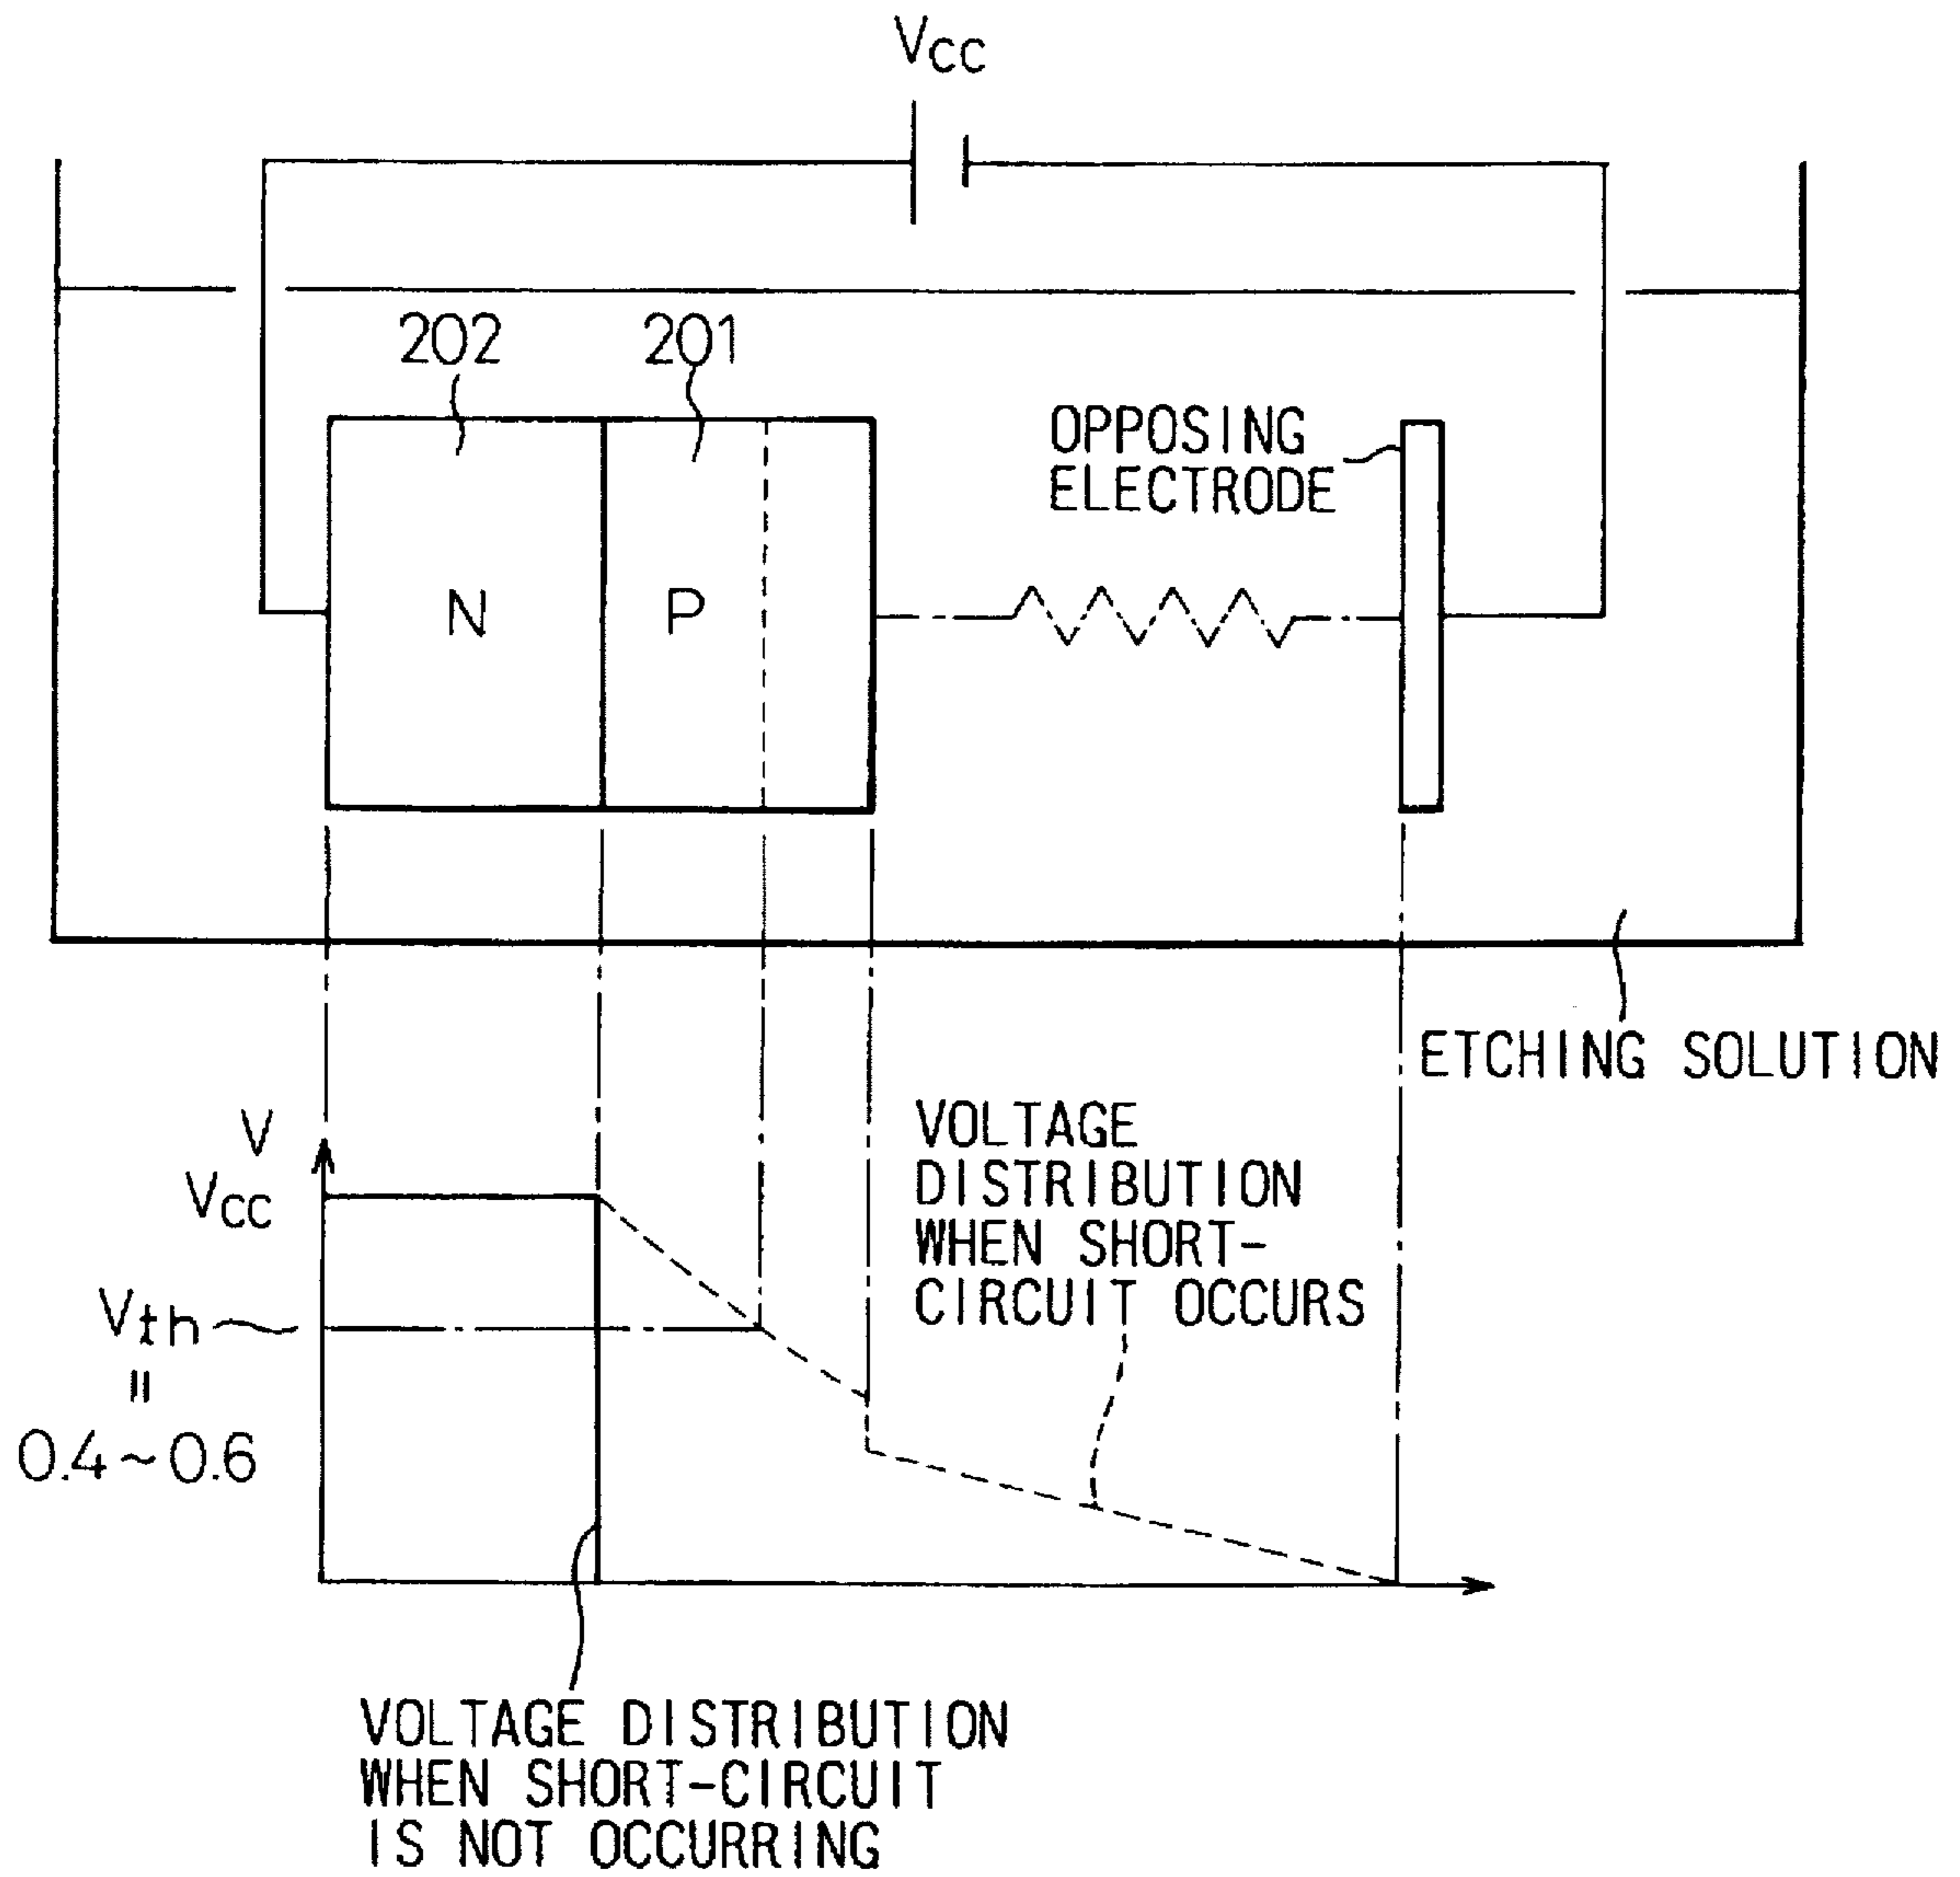 Vcc
202 201
OPPOSING
ELECTRODE
N P
ETCHING SOLUTION
V
Vcc
VOLTAGE
DISTRIBUTION
WHEN SHORT-
CIRCUIT OCCURS
Vth
=
0.4~0.6
VOLTAGE DISTRIBUTION
WHEN SHORT-CIRCUIT
IS NOT OCCURRING